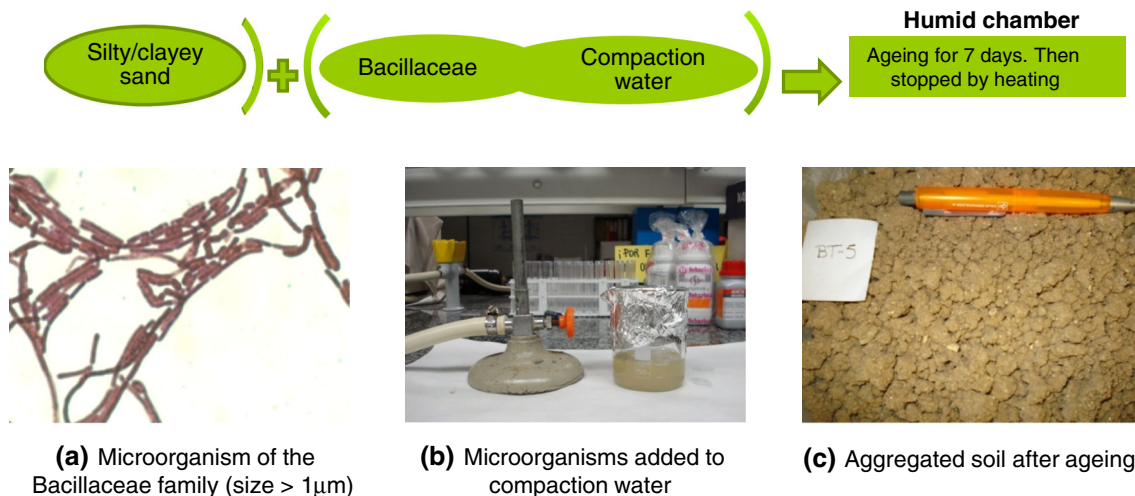 Silty/clayey
sand
Bacillaceae
Compaction
water
Humid chamber
Ageing for 7 days. Then
stopped by heating
¡POR F
BT-5
(a) Microorganism of the
Bacillaceae family (size > 1μm)
(b) Microorganisms added to
compaction water
(c) Aggregated soil after ageing